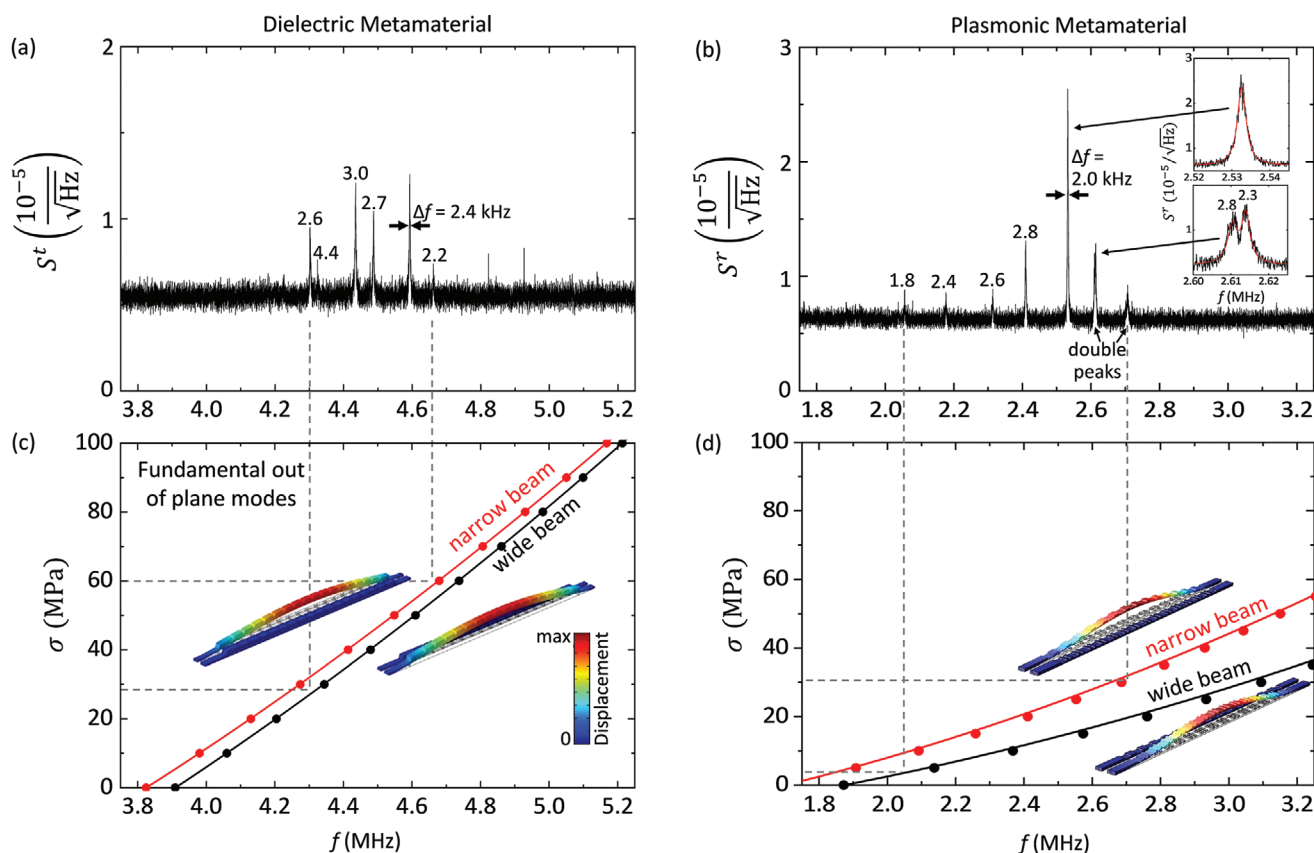 Dielectric Metamaterial
Plasmonic Metamaterial
(a)
2
1
0
S^t (10^−5/√Hz)
2.6
4.4
3.0
2.7
Δf = 2.4 kHz
2.2
3.8 4.0 4.2 4.4 4.6 4.8 5.0 5.2
(b)
3
2
1
0
S^r (10^−5/√Hz)
1.8
2.4
2.6
2.8
Δf =
2.0 kHz
double
peaks
3
2
1
2.52 2.53 2.54
S^r (10^−5/√Hz)
2.8 2.3
1
2.60 2.61 2.62
f (MHz)
1.8 2.0 2.2 2.4 2.6 2.8 3.0 3.2
(c)
100
80
60
40
20
0
σ (MPa)
Fundamental out
of plane modes
narrow beam
wide beam
max
0
Displacement
3.8 4.0 4.2 4.4 4.6 4.8 5.0 5.2
f (MHz)
(d)
100
80
60
40
20
0
σ (MPa)
narrow beam
wide beam
1.8 2.0 2.2 2.4 2.6 2.8 3.0 3.2
f (MHz)